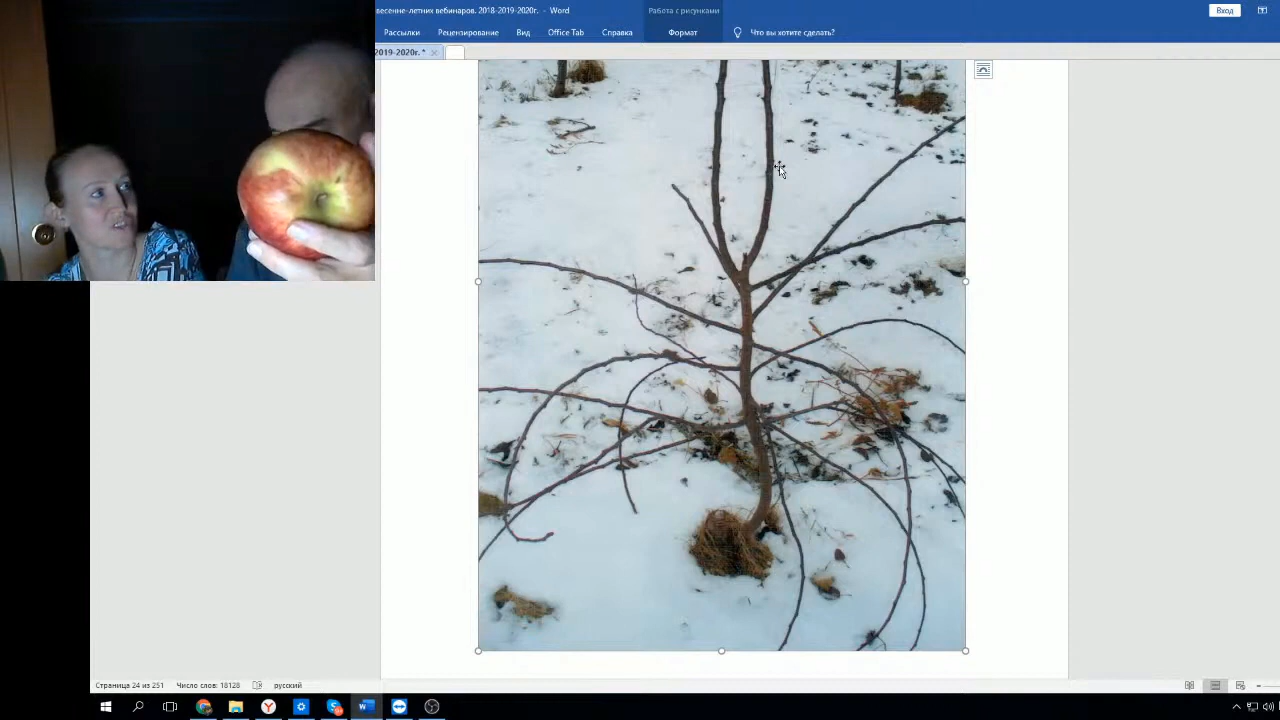 весенне-летних вебинаров. 2018-2019-2020г. - Word
Работа с рисунками
Вход
Рассылки Рецензирование Вид Office Tab Справка Формат Что вы хотите сделать?
2019-2020г. *
Страница 24 из 251 Число слов: 18128 русский